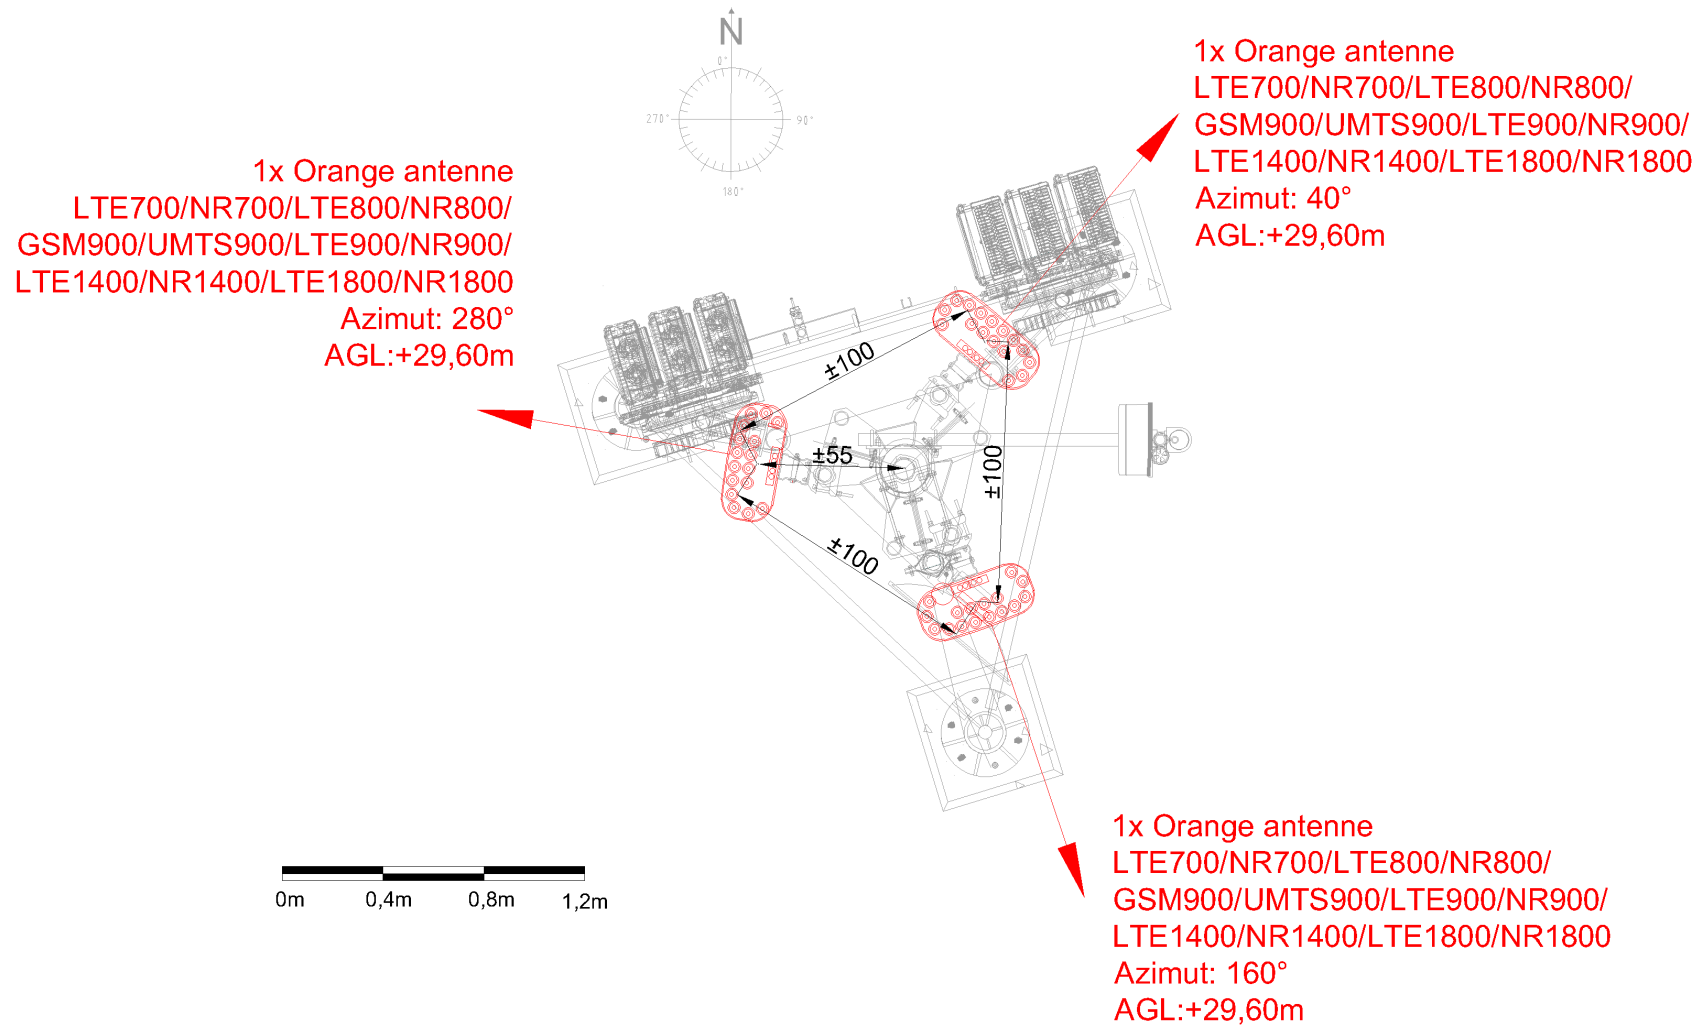 N
0°
270°
90°
180°
1x Orange antenne
LTE700/NR700/LTE800/NR800/
GSM900/UMTS900/LTE900/NR900/
LTE1400/NR1400/LTE1800/NR1800
Azimut: 40°
AGL:+29,60m
1x Orange antenne
LTE700/NR700/LTE800/NR800/
GSM900/UMTS900/LTE900/NR900/
LTE1400/NR1400/LTE1800/NR1800
Azimut: 280°
AGL:+29,60m
±100
±55
±100
±100
1x Orange antenne
LTE700/NR700/LTE800/NR800/
GSM900/UMTS900/LTE900/NR900/
LTE1400/NR1400/LTE1800/NR1800
Azimut: 160°
AGL:+29,60m
0m 0,4m 0,8m 1,2m